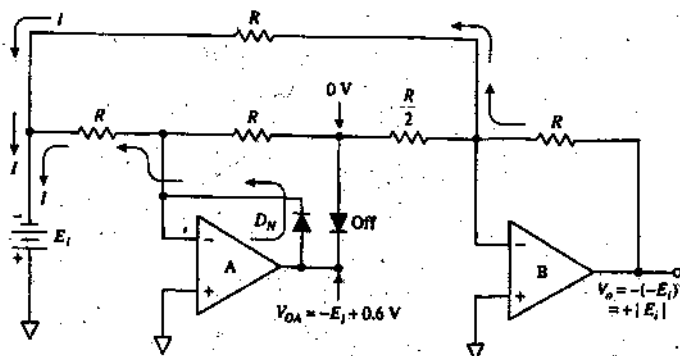 I
R
0 V
R
R
R/2
R
I
I
D_N
Off
E_i
−
+
−
A
+
−
B
+
V_OA = −E_i + 0.6 V
V_o = −(−E_i)
= +|E_i|